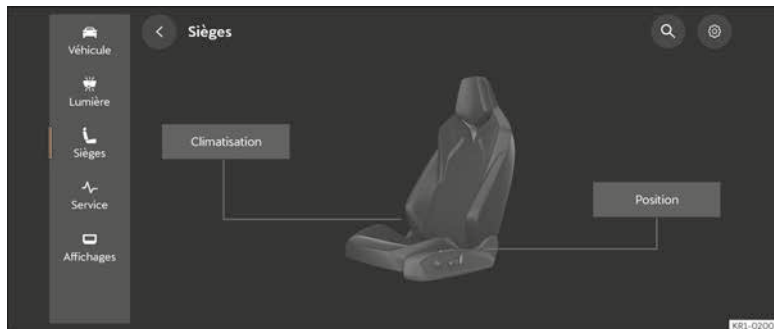 Véhicule
Lumière
Sièges
Service
Affichages
Sièges
Climatisation
Position
KR1-0200